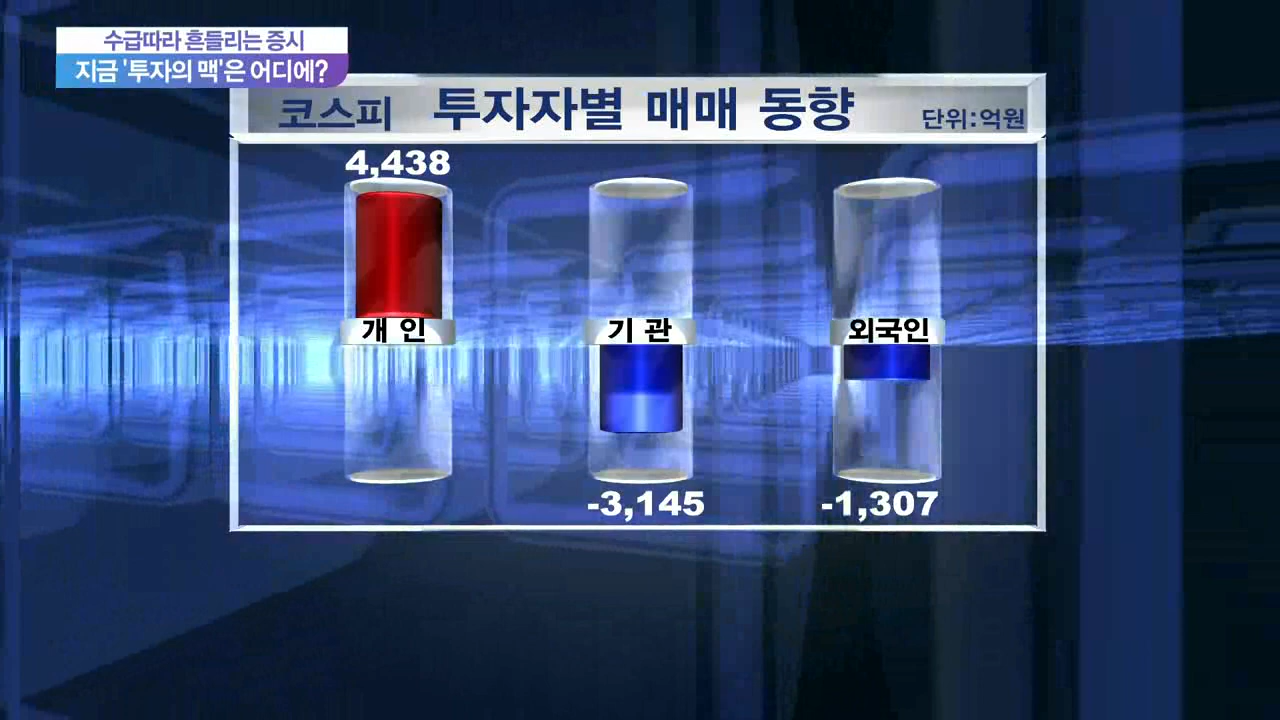 수급따라 흔들리는 증시
지금 '투자의 맥'은 어디에?
코스피 투자자별 매매 동향 단위:억원
4,438
개 인 기 관 외국인
-3,145 -1,307